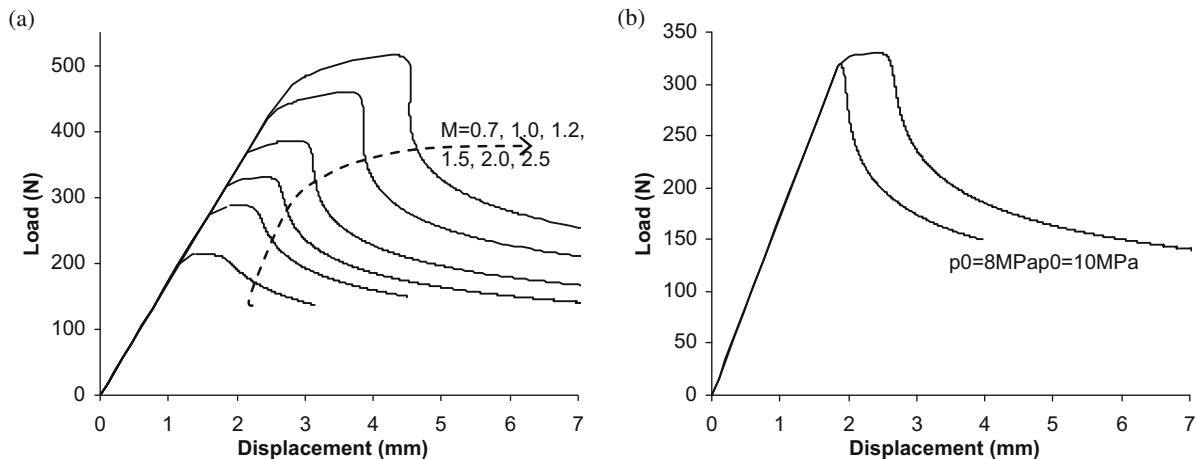 (a)
500
400
300
200
100
0
0 1 2 3 4 5 6 7
Load (N)
Displacement (mm)
M=0.7, 1.0, 1.2,
1.5, 2.0, 2.5
(b)
350
300
250
200
150
100
50
0
0 1 2 3 4 5 6 7
Load (N)
Displacement (mm)
p0=8MPap0=10MPa